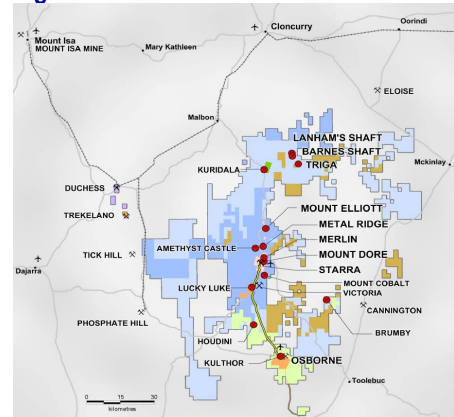 Cloncurry
Oorindi
Mount Isa
MOUNT ISA MINE
Mary Kathleen
ELOISE
Malbon
LANHAM'S SHAFT
BARNES SHAFT
TRIGA
Mckinlay
KURIDALA
DUCHESS
TREKELANO
MOUNT ELLIOTT
METAL RIDGE
AMETHYST CASTLE
MERLIN
TICK HILL
MOUNT DORE
STARRA
Dajarra
MOUNT COBALT
LUCKY LUKE
VICTORIA
CANNINGTON
PHOSPHATE HILL
BRUMBY
HOUDINI
KULTHOR
OSBORNE
Toolebuc
0 15 30
kilometres